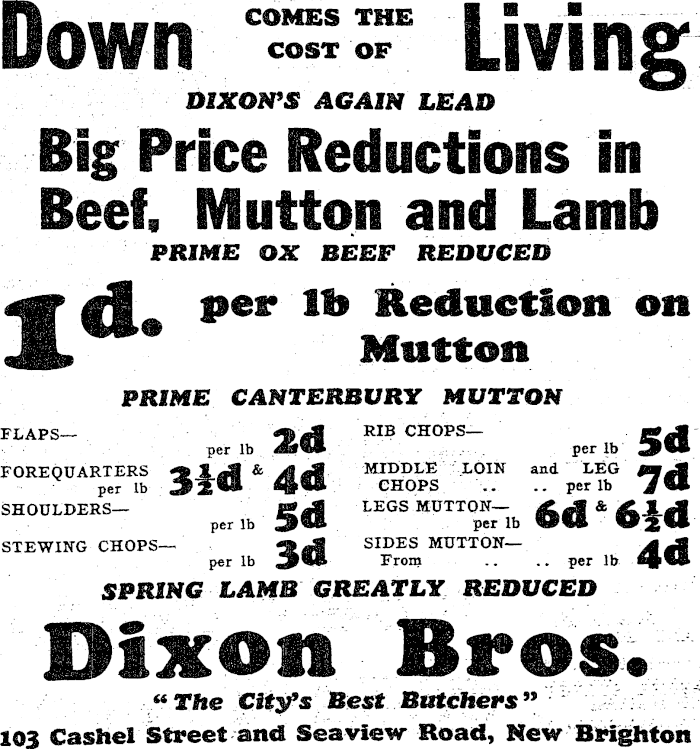 Down COMES THE COST OF Living
DIXON'S AGAIN LEAD
Big Price Reductions in
Beef, Mutton and Lamb
PRIME OX BEEF REDUCED
1d. per lb Reduction on
Mutton
PRIME CANTERBURY MUTTON
FLAPS—
per lb 2d
FOREQUARTERS
per lb 3½d & 4d
SHOULDERS—
per lb 5d
STEWING CHOPS—
per lb 3d
RIB CHOPS—
per lb 5d
MIDDLE LOIN and LEG
CHOPS .. .. per lb 7d
LEGS MUTTON—
per lb 6d & 6½d
SIDES MUTTON—
From .. .. per lb 4d
SPRING LAMB GREATLY REDUCED
Dixon Bros.
"The City's Best Butchers"
103 Cashel Street and Seaview Road, New Brighton